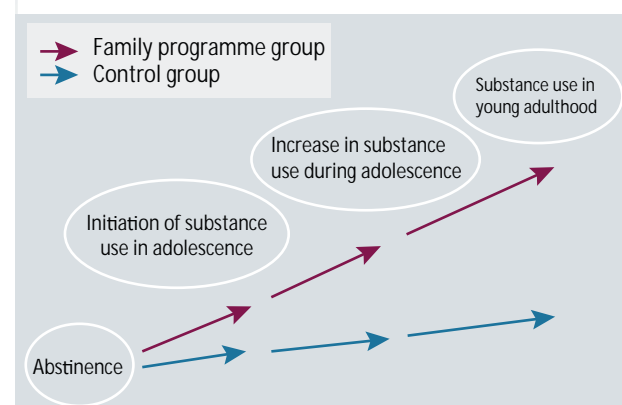 Family programme group
Control group
Substance use in
young adulthood
Increase in substance
use during adolescence
Initiation of substance
use in adolescence
Abstinence